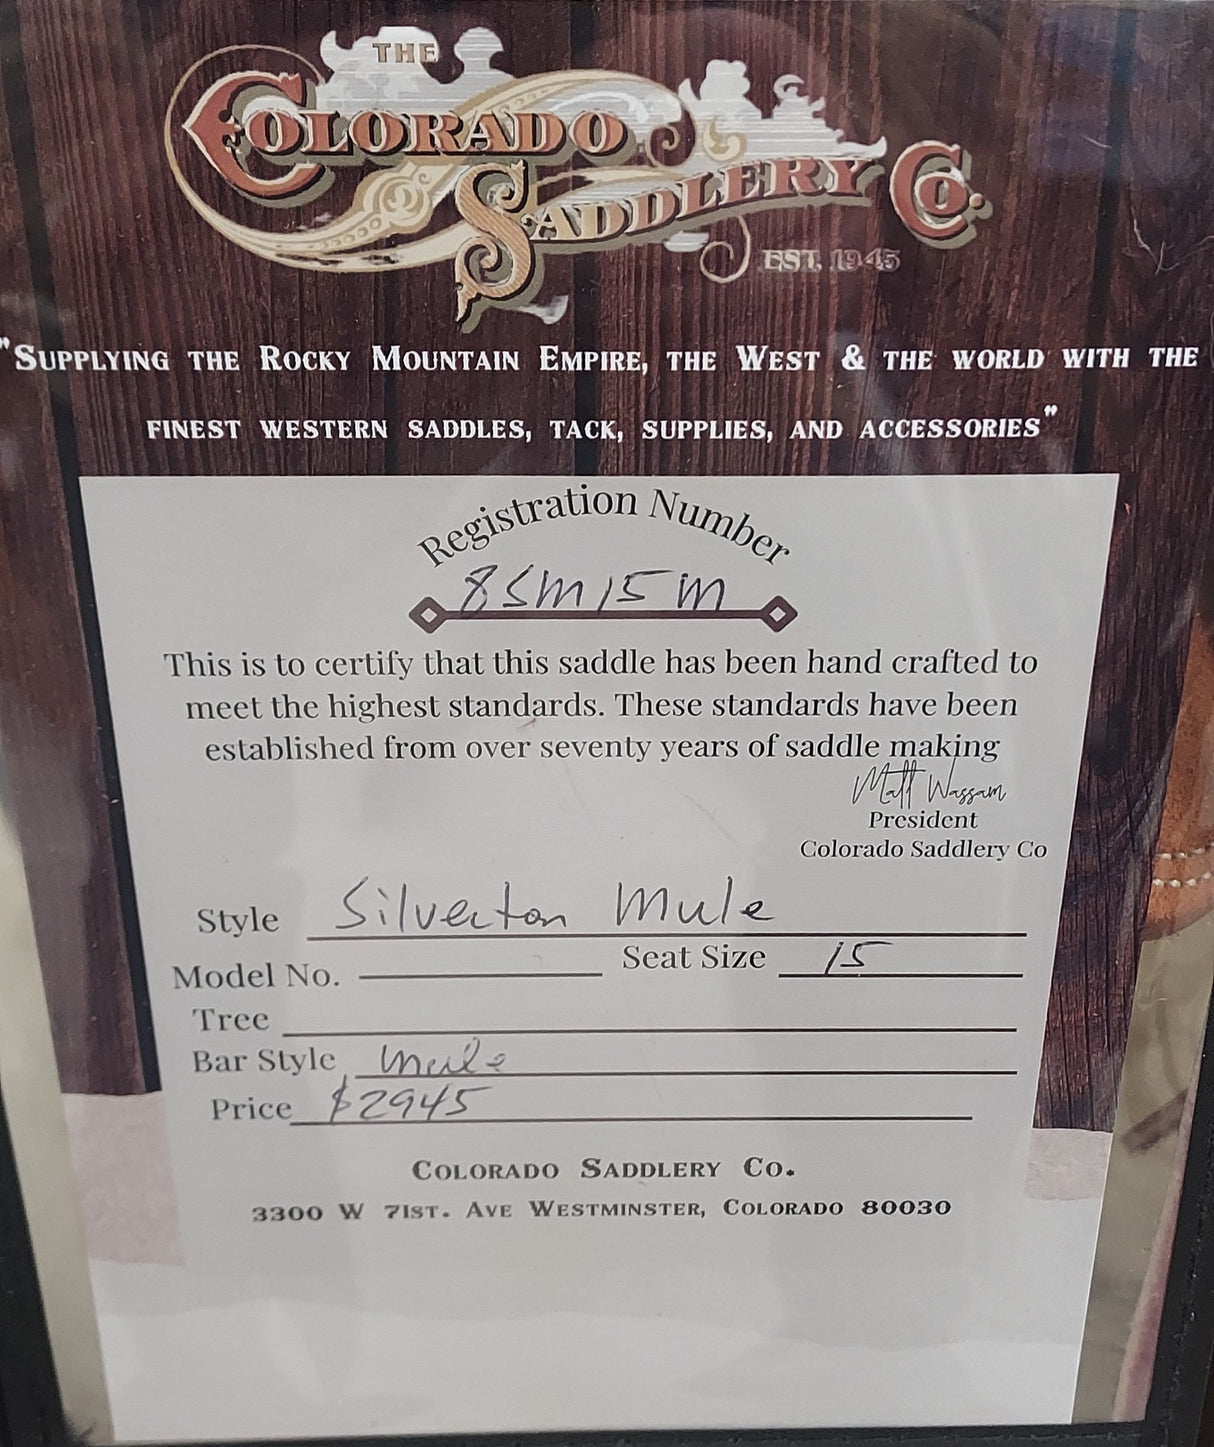 THE
COLORADO
SADDLERY CO.
EST. 1945
"SUPPLYING THE ROCKY MOUNTAIN EMPIRE, THE WEST & THE WORLD WITH THE
FINEST WESTERN SADDLES, TACK, SUPPLIES, AND ACCESSORIES"
Registration Number
8SM15M
This is to certify that this saddle has been hand crafted to
meet the highest standards. These standards have been
established from over seventy years of saddle making
Matt Wassam
President
Colorado Saddlery Co
Style Silverton Mule
Model No. Seat Size 15
Tree
Bar Style Mule
Price $2945
COLORADO SADDLERY CO.
3300 W 71ST. AVE WESTMINSTER, COLORADO 80030